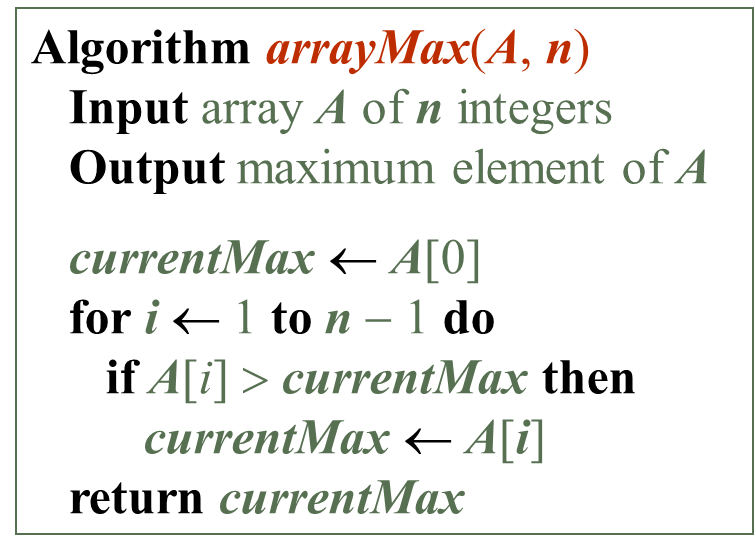 Algorithm arrayMax(A, n)
Input array A of n integers
Output maximum element of A
currentMax ← A[0]
for i ← 1 to n − 1 do
if A[i] > currentMax then
currentMax ← A[i]
return currentMax